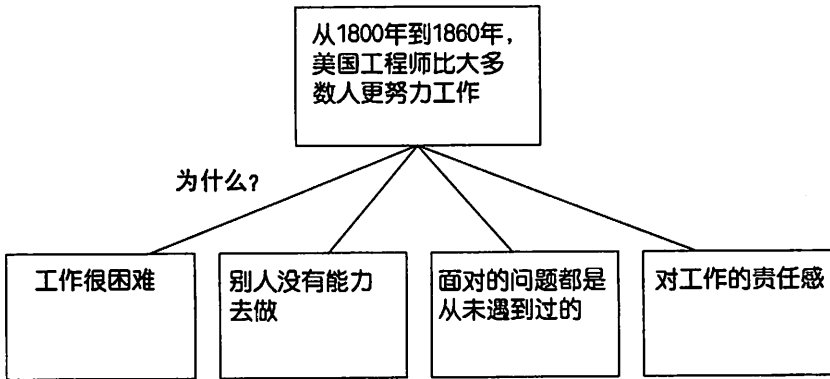 从1800年到1860年，
美国工程师比大多
数人更努力工作
为什么？
工作很困难
别人没有能力
去做
面对的问题都是
从未遇到过的
对工作的责任感